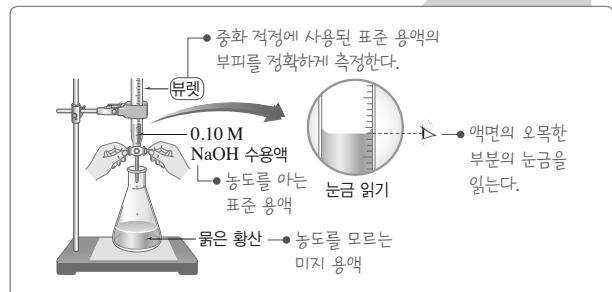 중화 적정에 사용된 표준 용액의
부피를 정확하게 측정한다.
뷰렛
0.10 M
NaOH 수용액
농도를 아는
표준 용액
눈금 읽기
액면의 오목한
부분의 눈금을
읽는다.
묽은 황산
농도를 모르는
미지 용액